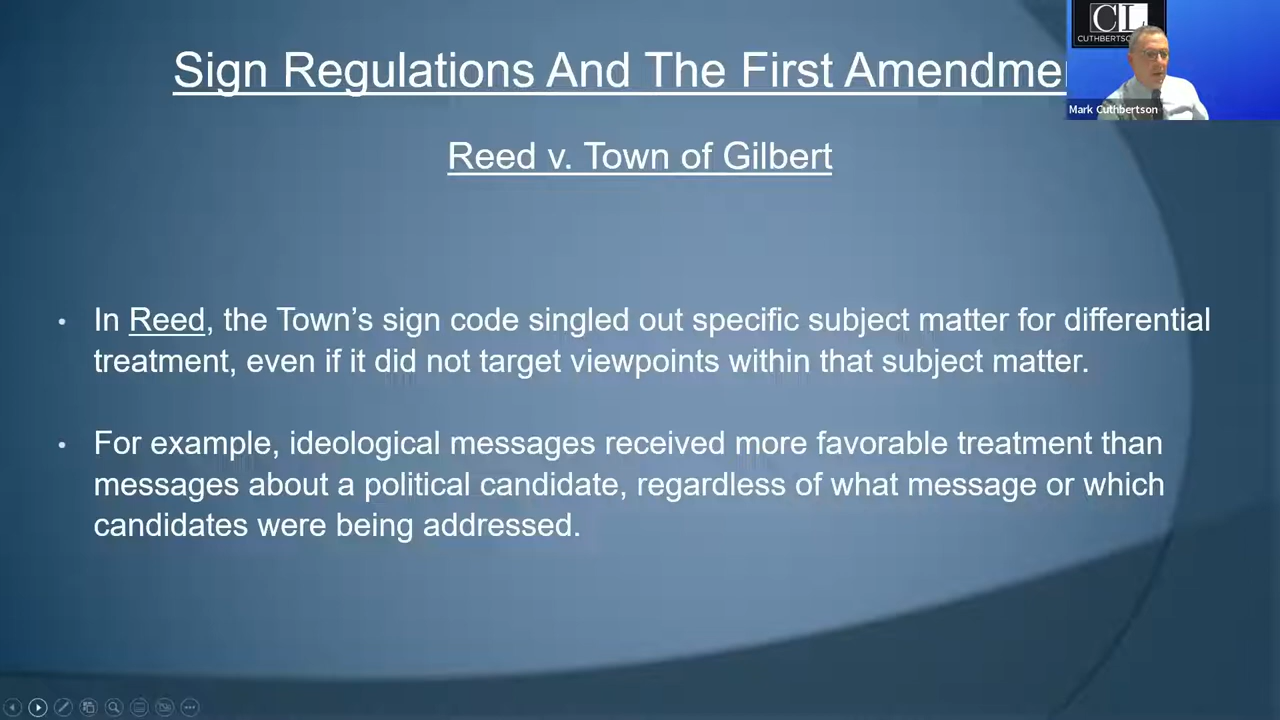 Sign Regulations And The First Amendmen
Reed v. Town of Gilbert
CL
CUTHBERTSO
Mark Cuthbertson
• In Reed, the Town’s sign code singled out specific subject matter for differential
treatment, even if it did not target viewpoints within that subject matter.
• For example, ideological messages received more favorable treatment than
messages about a political candidate, regardless of what message or which
candidates were being addressed.